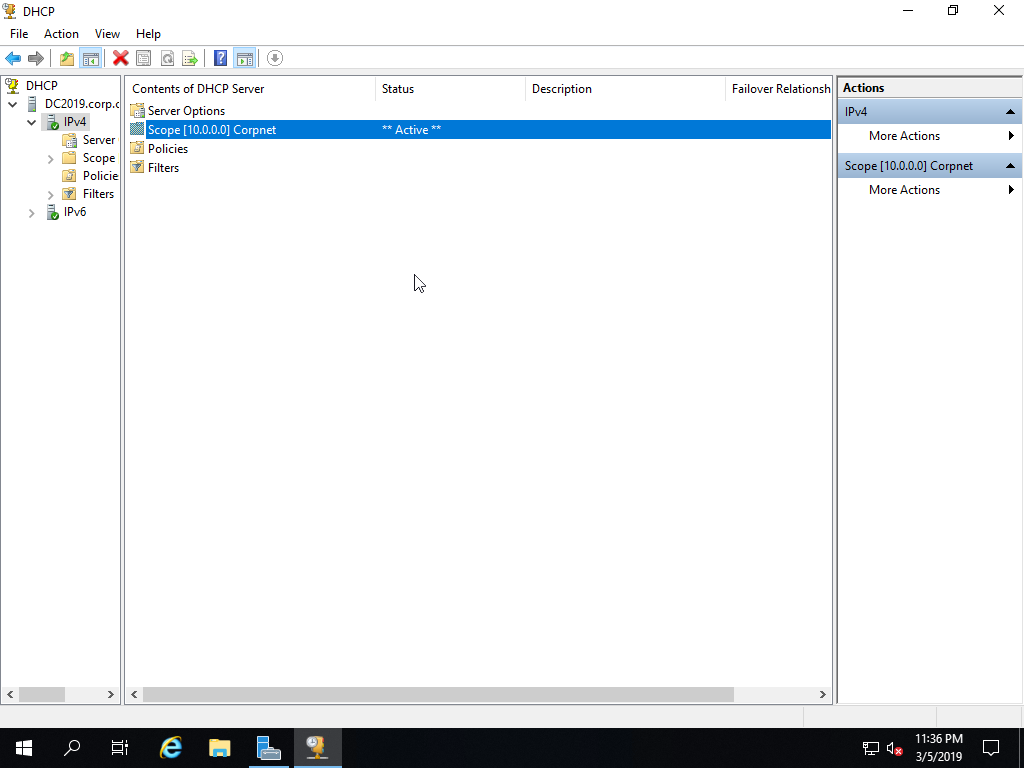 DHCP
File Action View Help
DHCP
DC2019.corp.c
IPv4
Server
Scope
Policie
Filters
IPv6
Contents of DHCP Server Status Description Failover Relationsh
Server Options
Scope [10.0.0.0] Corpnet ** Active **
Policies
Filters
Actions
IPv4
More Actions
Scope [10.0.0.0] Corpnet
More Actions
11:36 PM
3/5/2019